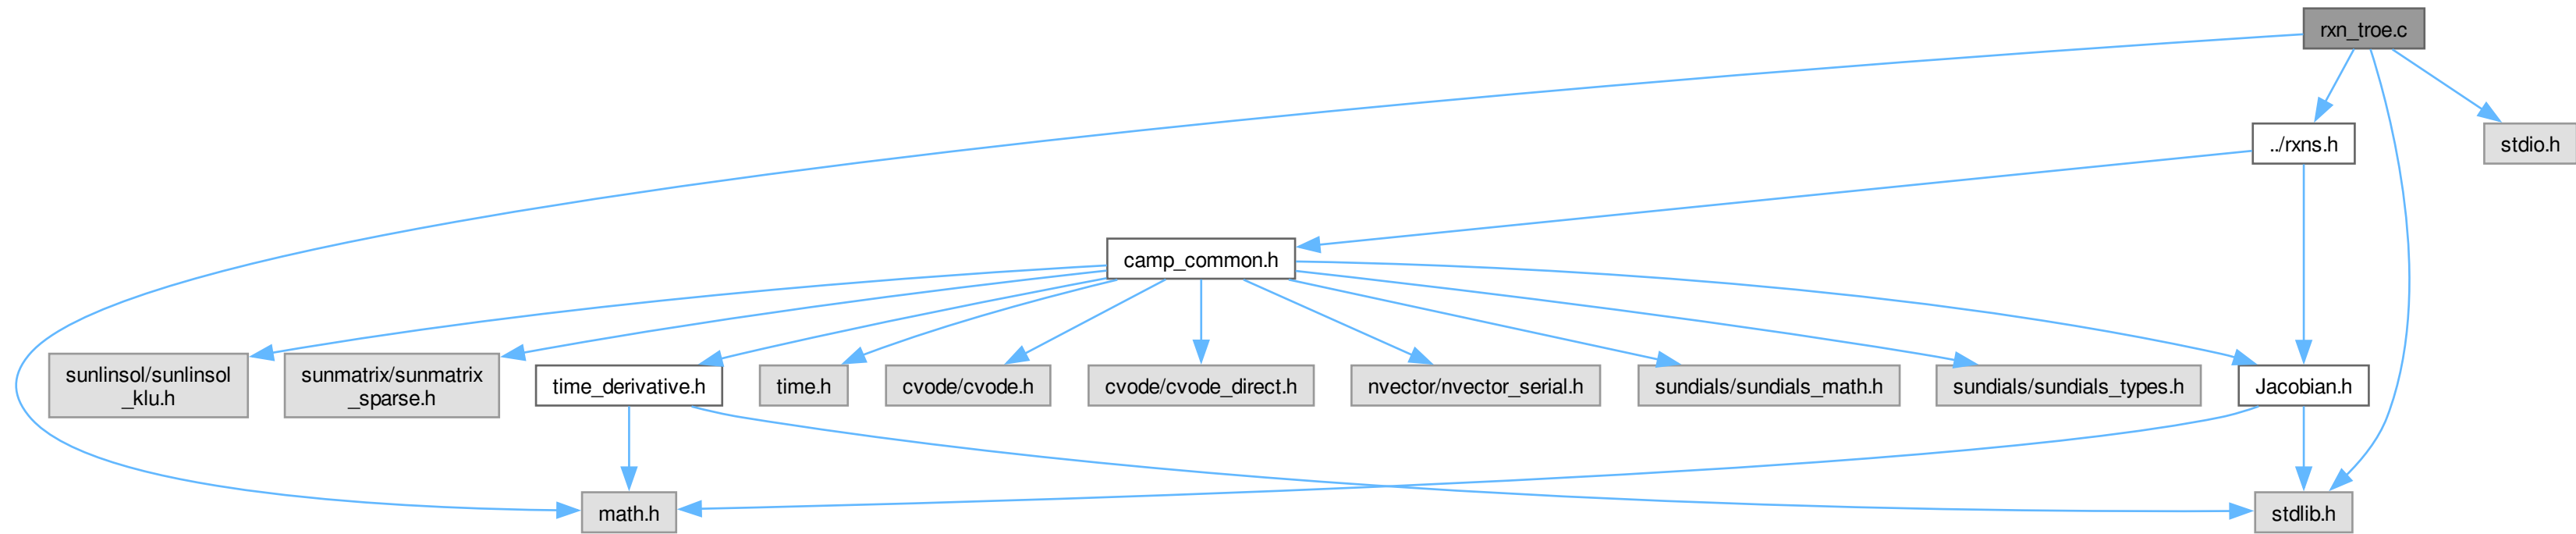 rxn_troe.c
../rxns.h
stdio.h
camp_common.h
sunlinsol/sunlinsol
_klu.h
sunmatrix/sunmatrix
_sparse.h
time_derivative.h
time.h
cvode/cvode.h
cvode/cvode_direct.h
nvector/nvector_serial.h
sundials/sundials_math.h
sundials/sundials_types.h
Jacobian.h
math.h
stdlib.h